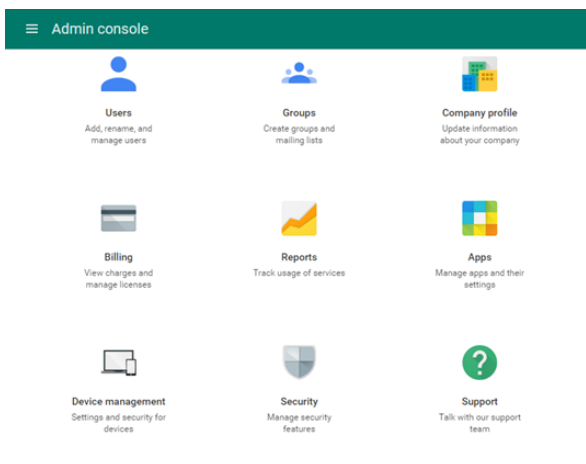 Admin console
Users
Add, rename, and
manage users
Groups
Create groups and
mailing lists
Company profile
Update information
about your company
Billing
View charges and
manage licenses
Reports
Track usage of services
Apps
Manage apps and their
settings
Device management
Settings and security for
devices
Security
Manage security
features
Support
Talk with our support
team